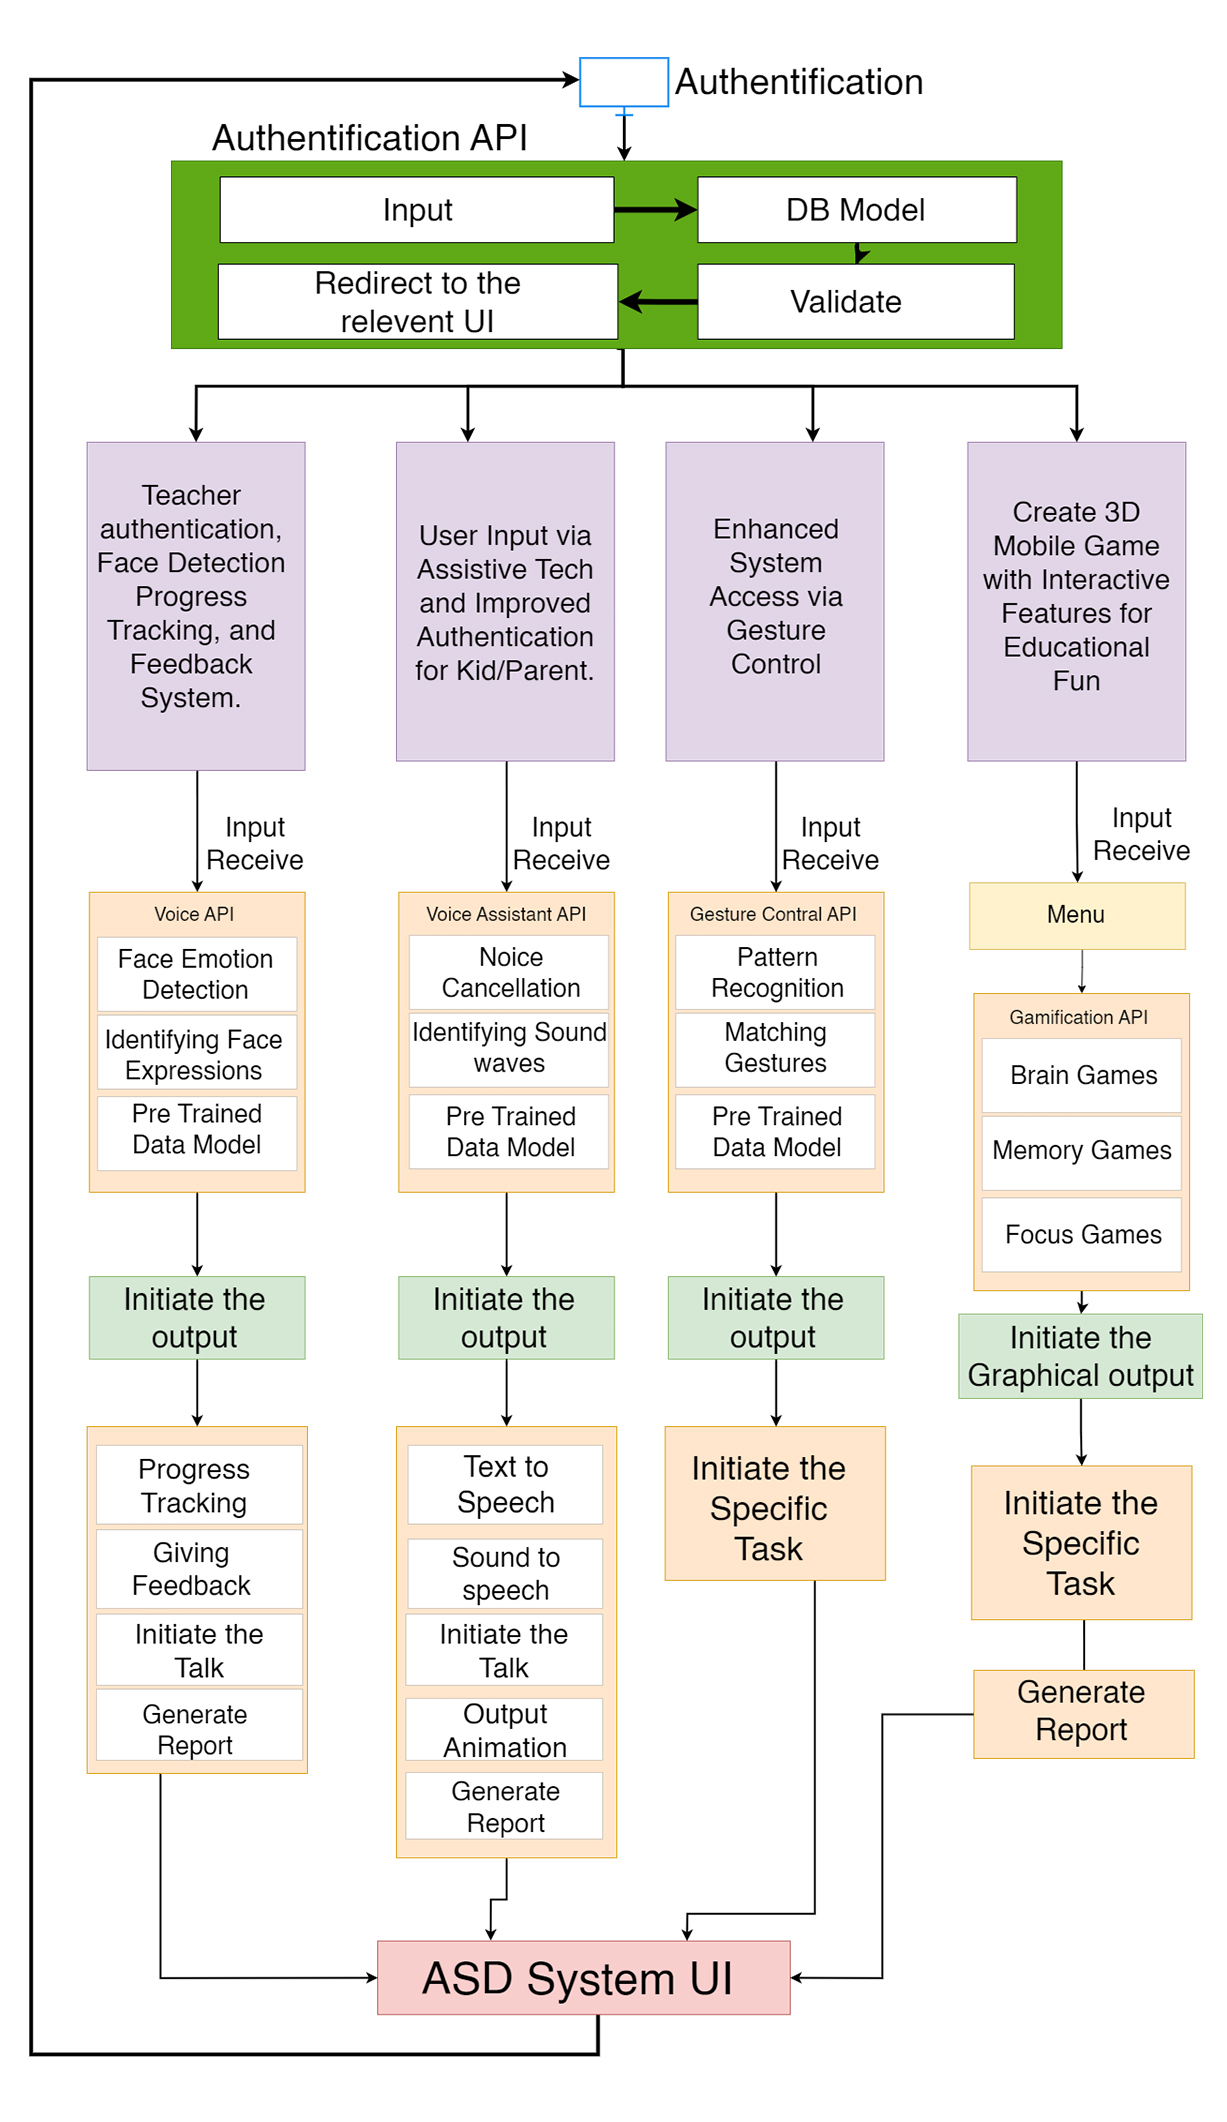 Authentification
Authentification API
Input
DB Model
Redirect to the
relevent UI
Validate
Teacher
authentication,
Face Detection
Progress
Tracking, and
Feedback
System.
User Input via
Assistive Tech
and Improved
Authentication
for Kid/Parent.
Enhanced
System
Access via
Gesture
Control
Create 3D
Mobile Game
with Interactive
Features for
Educational
Fun
Input
Receive
Input
Receive
Input
Receive
Input
Receive
Voice API
Face Emotion
Detection
Identifying Face
Expressions
Pre Trained
Data Model
Voice Assistant API
Noice
Cancellation
Identifying Sound
waves
Pre Trained
Data Model
Gesture Contral API
Pattern
Recognition
Matching
Gestures
Pre Trained
Data Model
Menu
Gamification API
Brain Games
Memory Games
Focus Games
Initiate the
output
Initiate the
output
Initiate the
output
Initiate the
Graphical output
Progress
Tracking
Giving
Feedback
Initiate the
Talk
Generate
Report
Text to
Speech
Sound to
speech
Initiate the
Talk
Output
Animation
Generate
Report
Initiate the
Specific
Task
Initiate the
Specific
Task
Generate
Report
ASD System UI